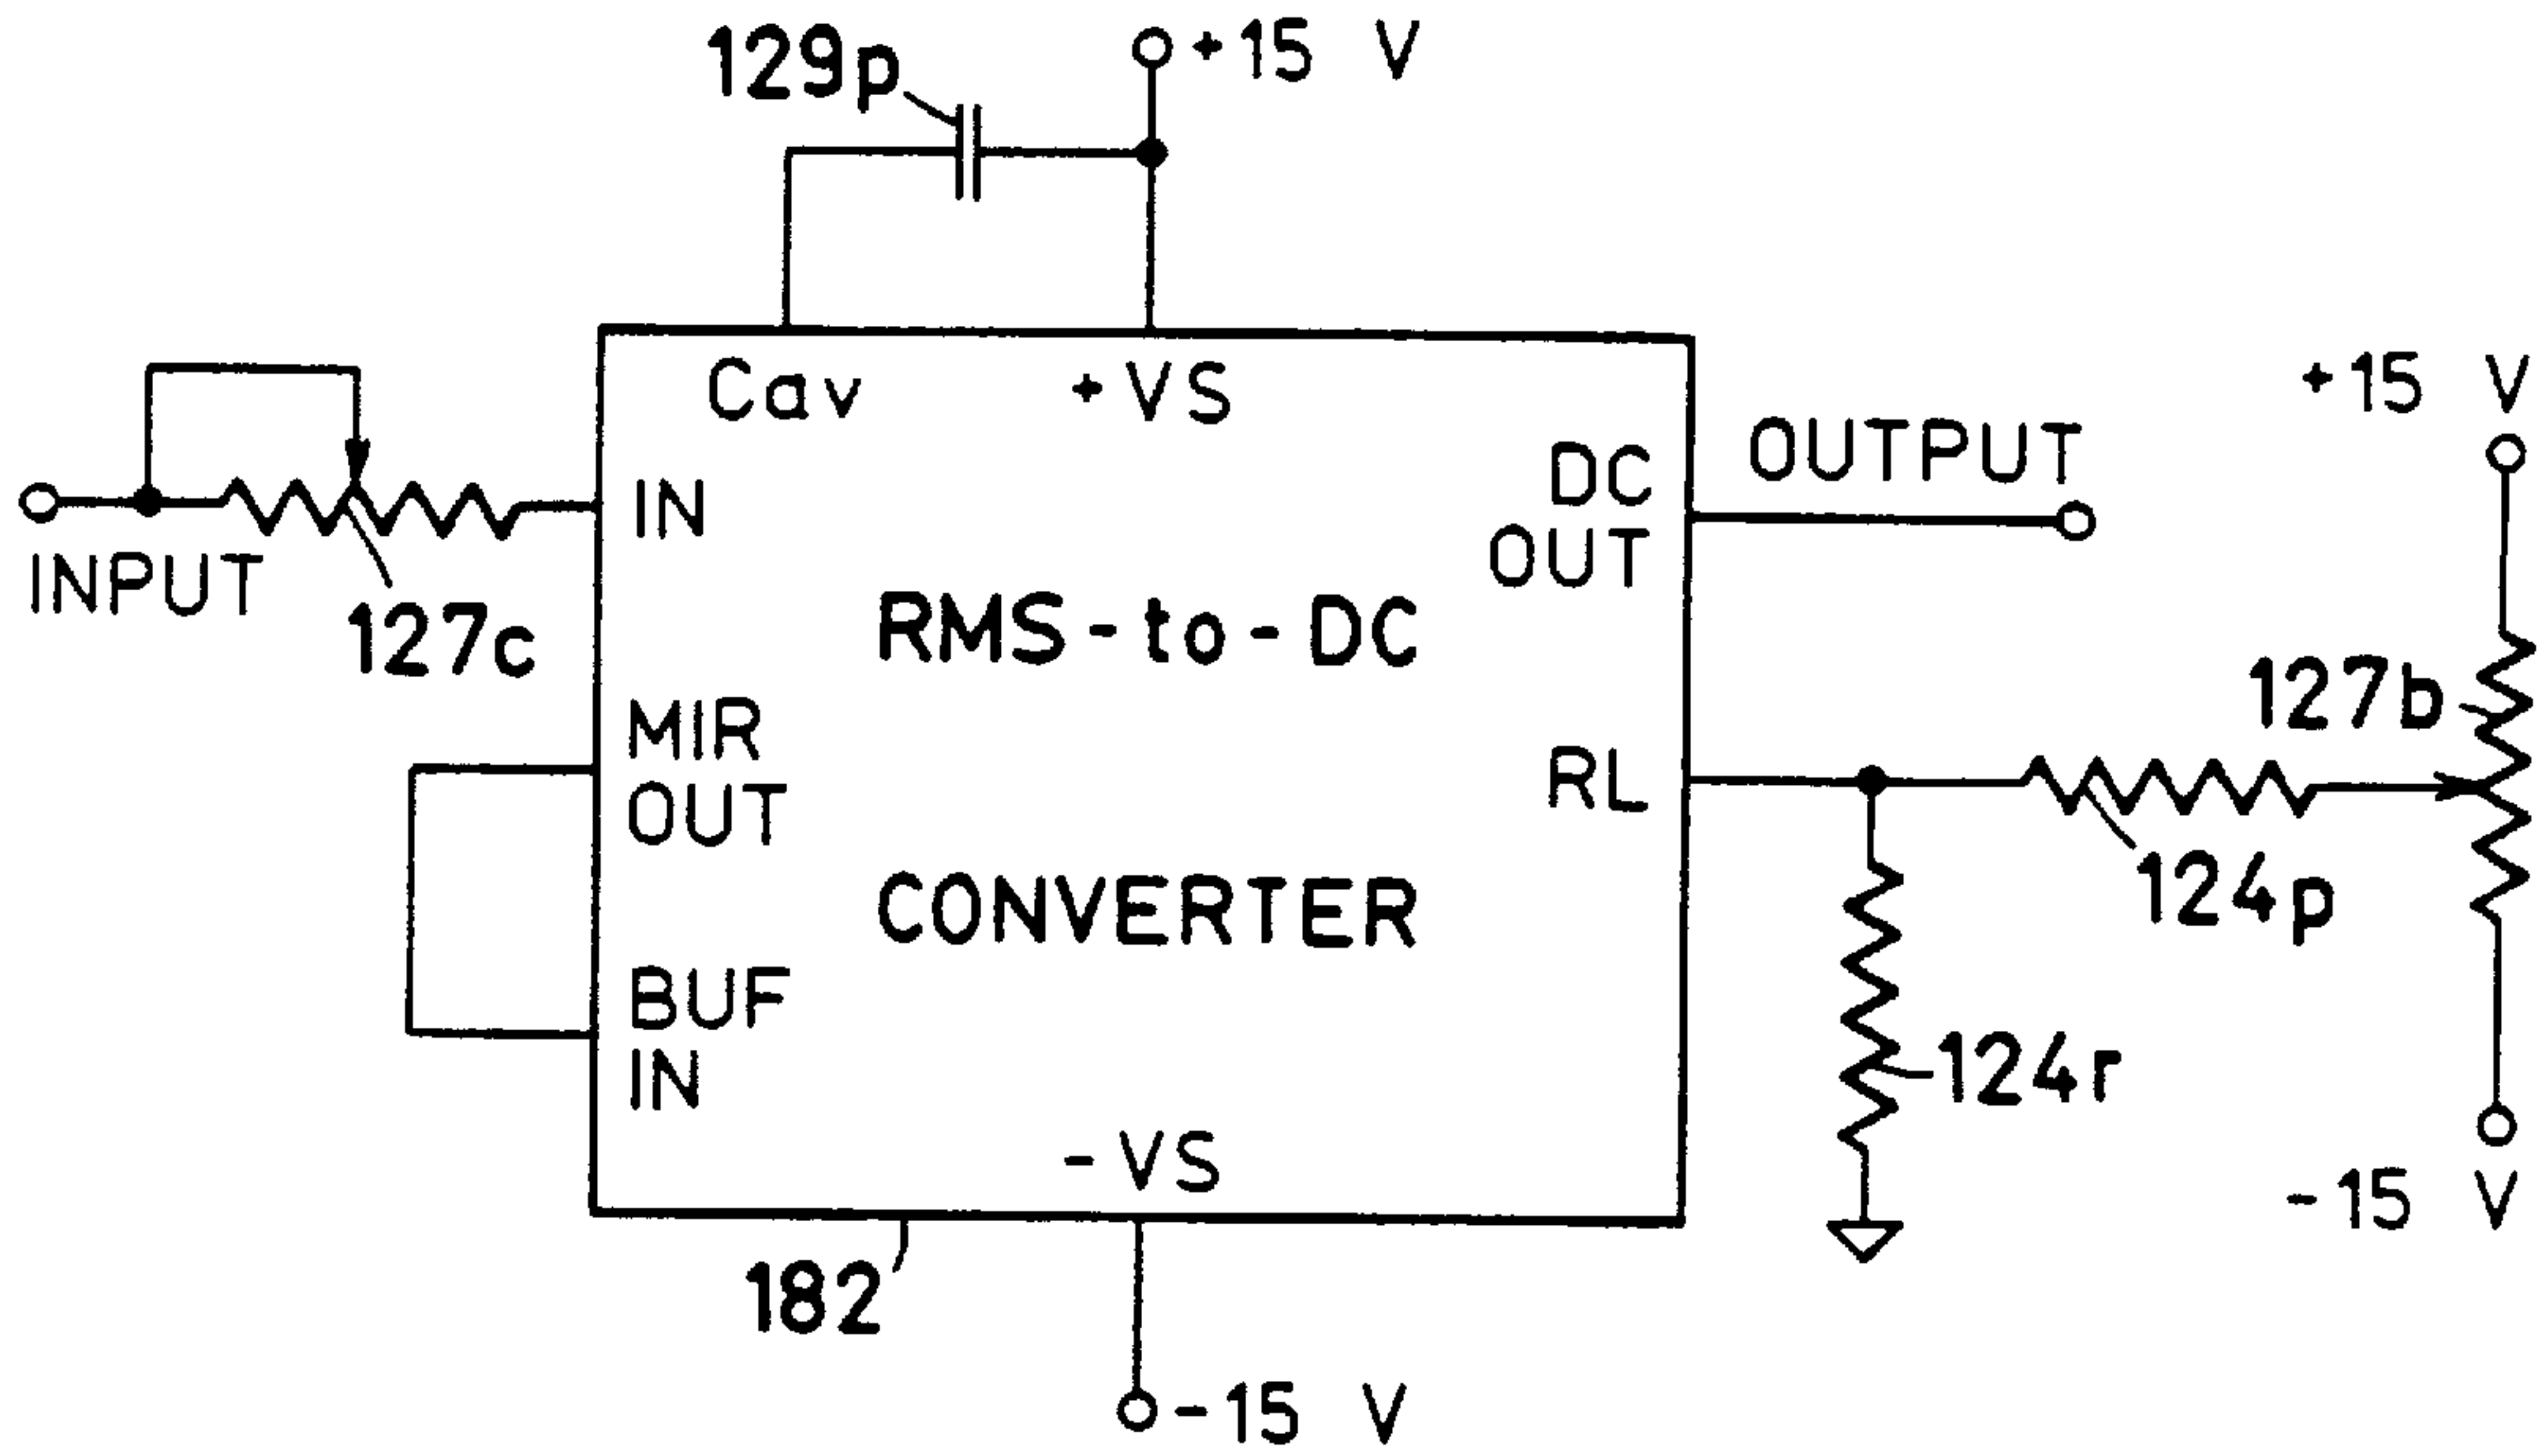 129p
+15 V
Cav
+VS
+15 V
OUTPUT
DC
OUT
IN
INPUT
127c
RMS-to-DC
127b
MIR
OUT
RL
124p
CONVERTER
BUF
IN
124r
-VS
-15 V
182
-15 V